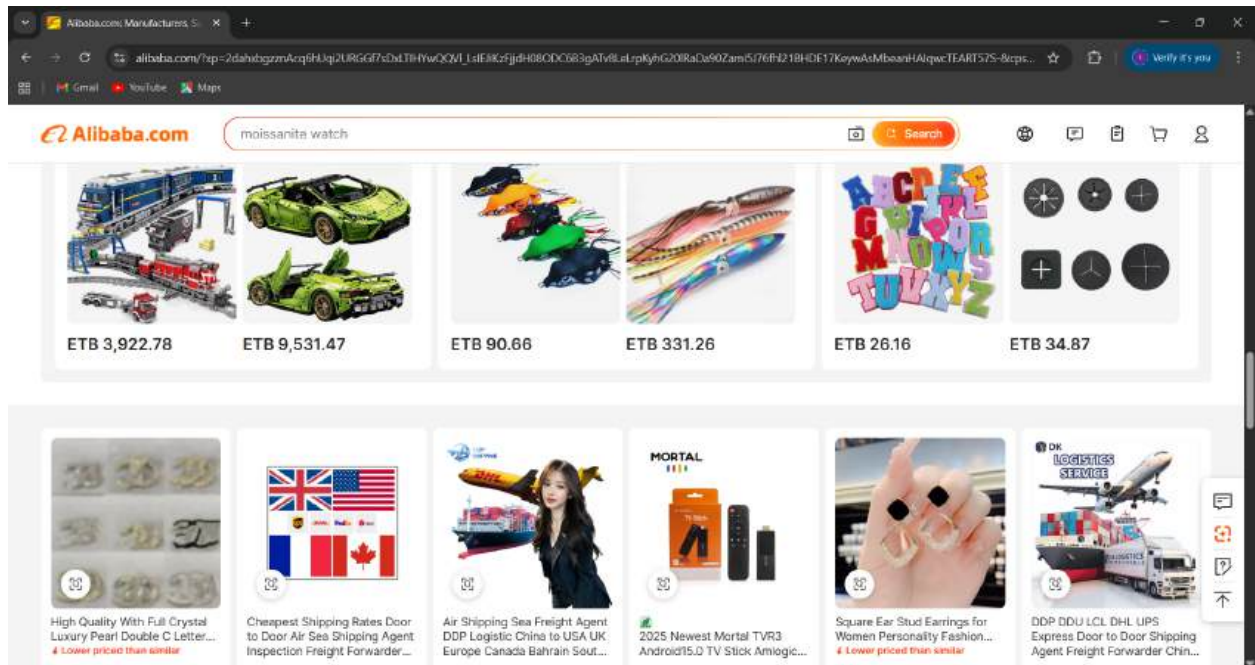 Alibaba.com: Manufacturers, S
Verify it's you
Gmail
YouTube
Maps
Alibaba.com
moissanite watch
Search
ETB 3,922.78
ETB 9,531.47
ETB 90.66
ETB 331.26
ETB 26.16
ETB 34.87
High Quality With Full Crystal
Luxury Pearl Double C Letter...
Lower priced than similar
Cheapest Shipping Rates Door
to Door Air Sea Shipping Agent
Inspection Freight Forwarder...
DHL
Air Shipping Sea Freight Agent
DDP Logistic China to USA UK
Europe Canada Bahrain Sout...
MORTAL
2025 Newest Mortal TVR3
Android15.0 TV Stick Amlogic...
Square Ear Stud Earrings for
Women Personality Fashion...
Lower priced than similar
DK
LOGISTICS
SERVICE
DDP DDU LCL DHL UPS
Express Door to Door Shipping
Agent Freight Forwarder Chin...